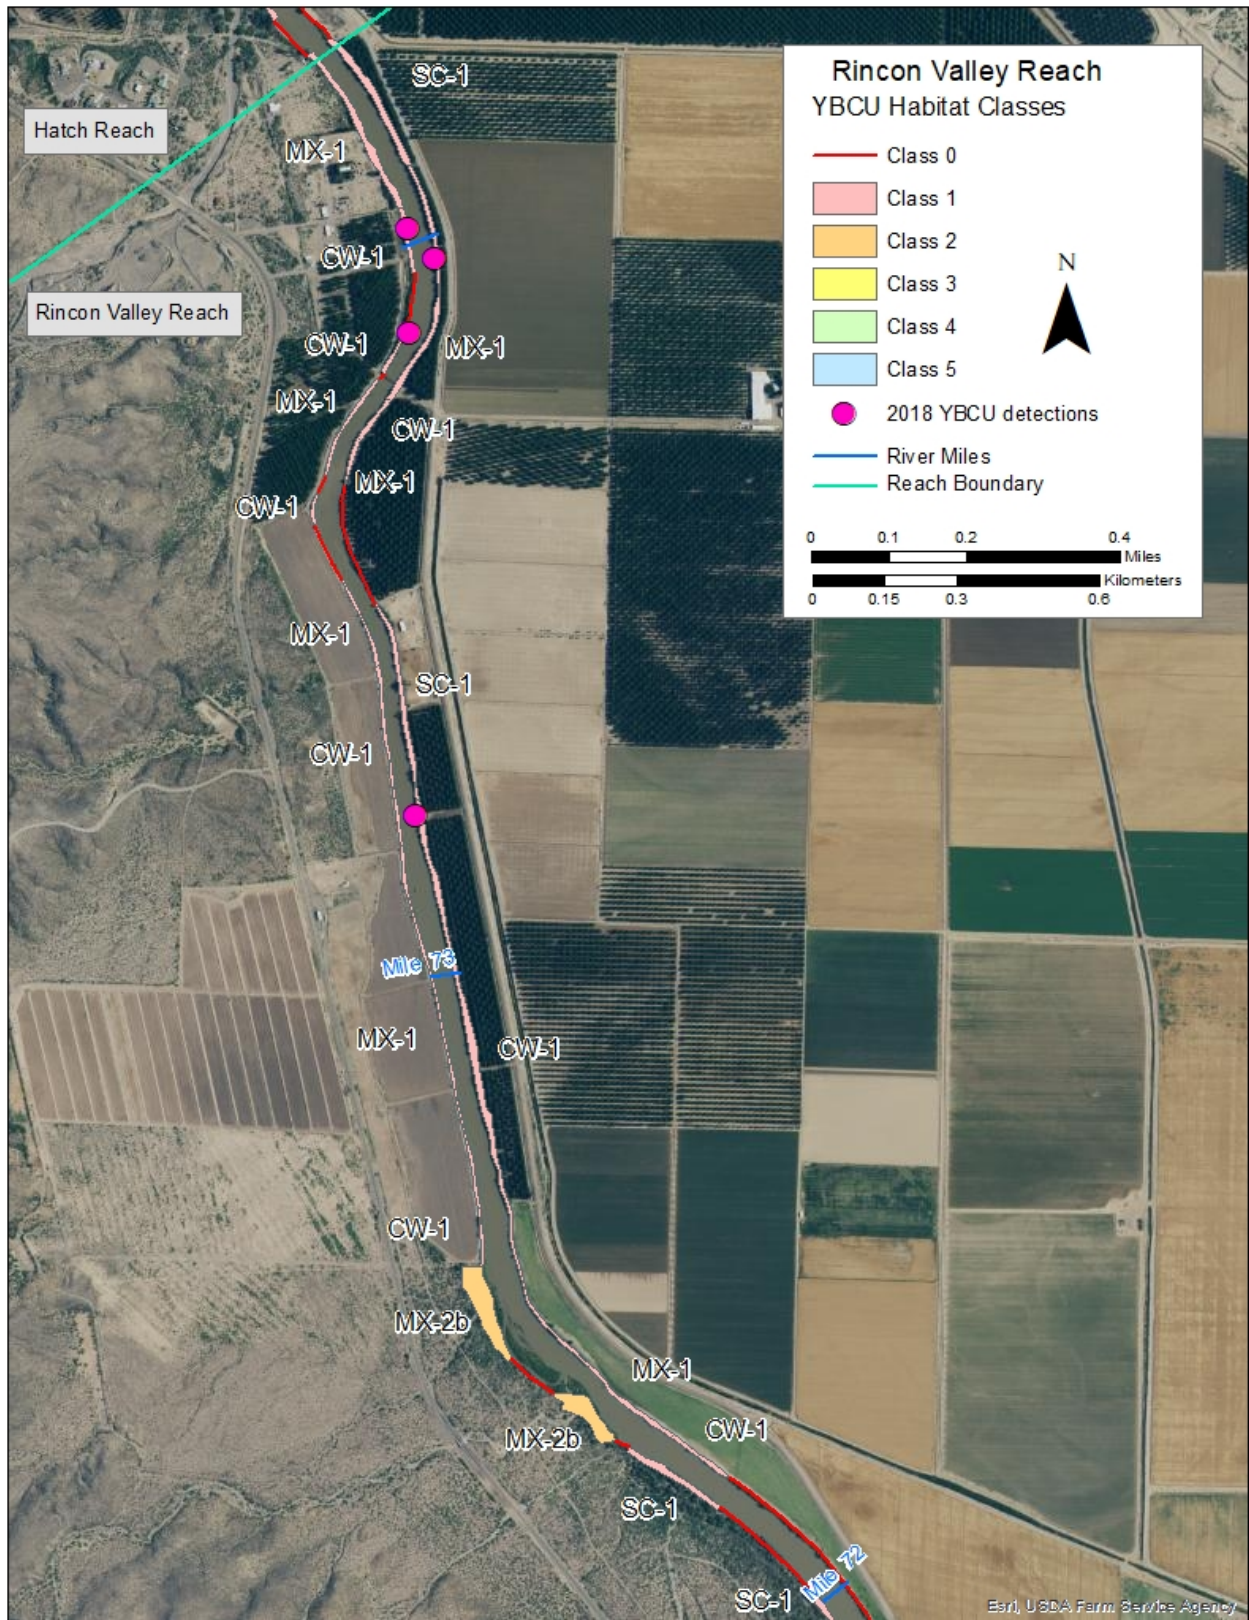 Rincon Valley Reach
YBCU Habitat Classes
Class 0
Class 1
Class 2
Class 3
Class 4
Class 5
2018 YBCU detections
River Miles
Reach Boundary
0 0.1 0.2 0.4
Miles
Kilometers
0 0.15 0.3 0.6
N
SC-1
Hatch Reach
MX-1
CW-1
Rincon Valley Reach
CW-1
MX-1
MX-1
CW-1
MX-1
CW-1
MX-1
SC-1
CW-1
Mile 73
MX-1
CW-1
CW-1
MX-2b
MX-1
CW-1
MX-2b
SC-1
Mile 72
SC-1
Esri, USDA Farm Service Agency